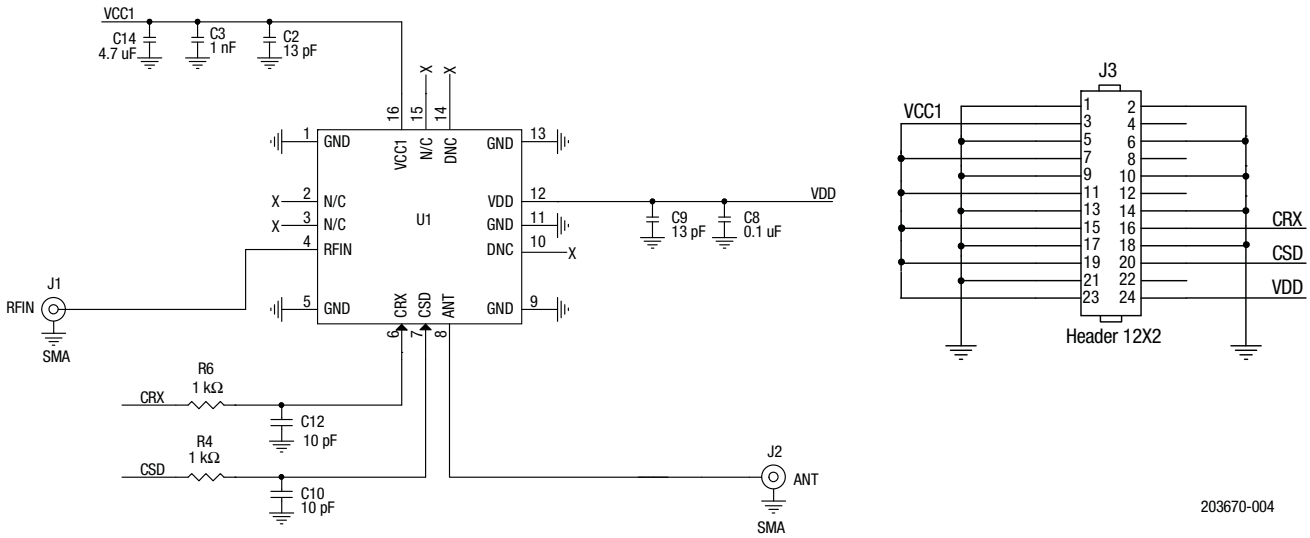 VCC1
C14
4.7 uF
C3
1 nF
C2
13 pF
X
X
16
15
14
1
GND
VCC1
N/C
DNC
GND
13
X
2
N/C
X
3
N/C
4
RFIN
U1
VDD
12
VDD
GND
11
DNC
10
X
C9
13 pF
C8
0.1 uF
5
GND
CRX
CSD
ANT
GND
9
6
7
8
J1
RFIN
SMA
R6
1 kΩ
CRX
C12
10 pF
R4
1 kΩ
CSD
C10
10 pF
J2
ANT
SMA
J3
VCC1
1 2
3 4
5 6
7 8
9 10
11 12
13 14
15 16
CRX
17 18
19 20
CSD
21 22
23 24
VDD
Header 12X2
203670-004